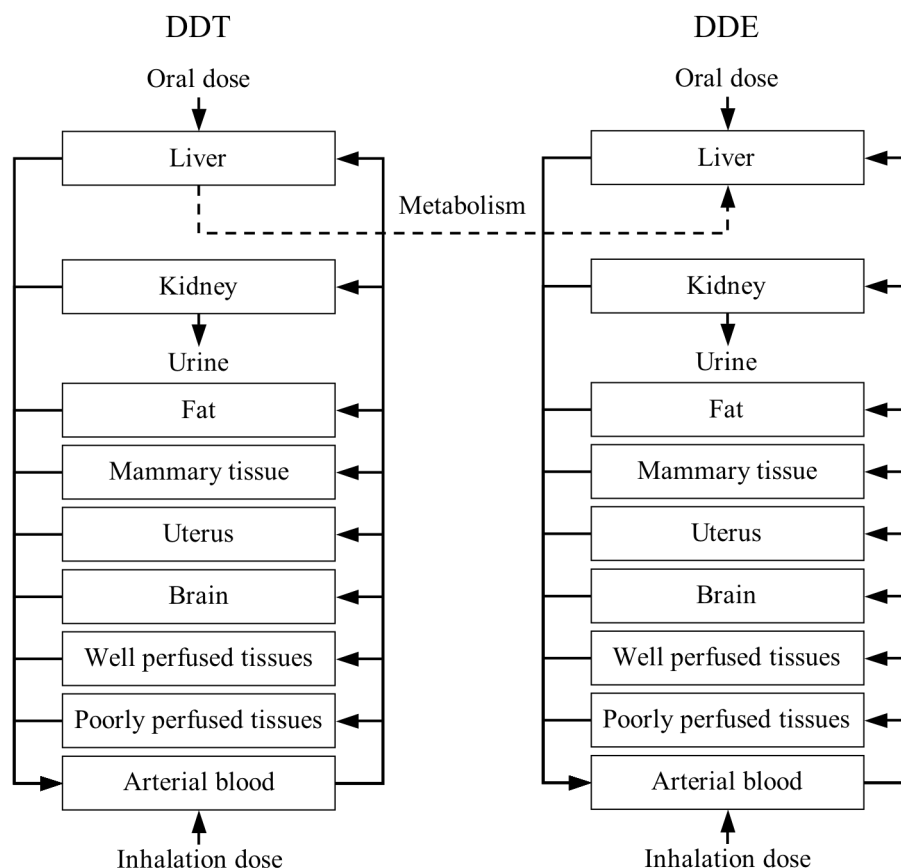 DDT
Oral dose
Liver
Metabolism
Kidney
Urine
Fat
Mammary tissue
Uterus
Brain
Well perfused tissues
Poorly perfused tissues
Arterial blood
Inhalation dose
DDE
Oral dose
Liver
Kidney
Urine
Fat
Mammary tissue
Uterus
Brain
Well perfused tissues
Poorly perfused tissues
Arterial blood
Inhalation dose